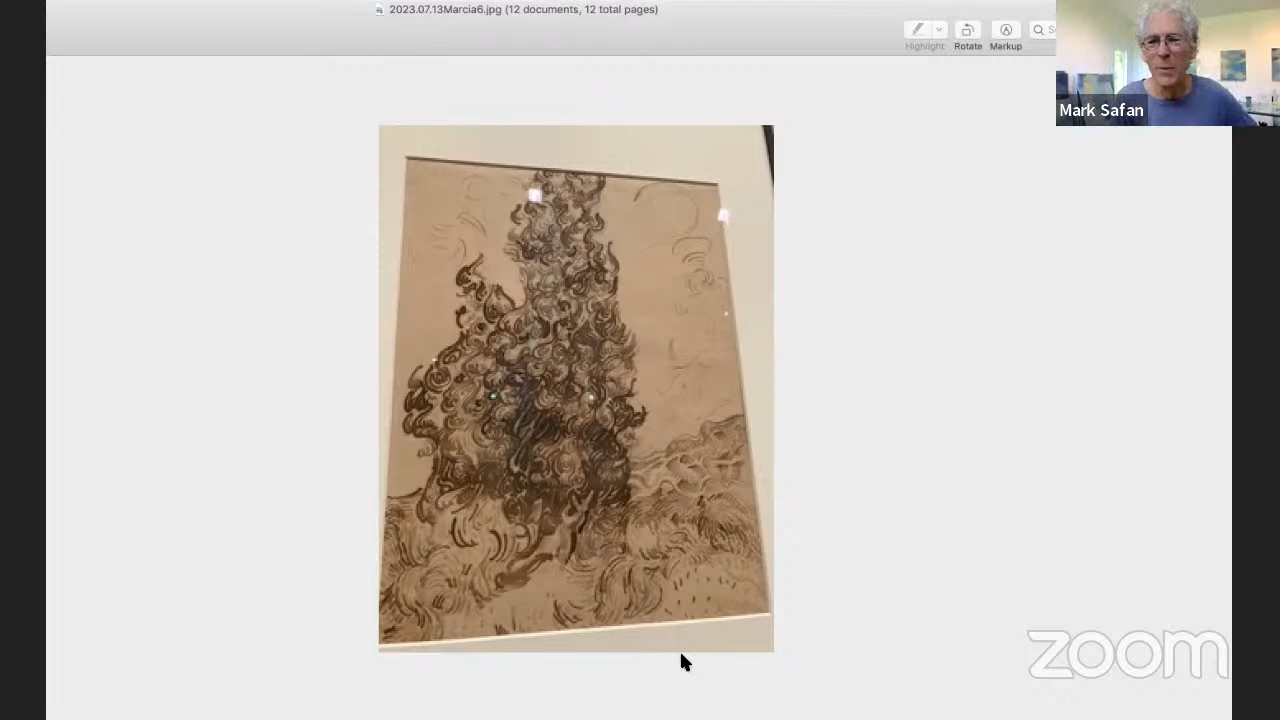 2023.07.13Marcia6.jpg (12 documents, 12 total pages)
Highlight
Rotate
Markup
Mark Safan
zoom